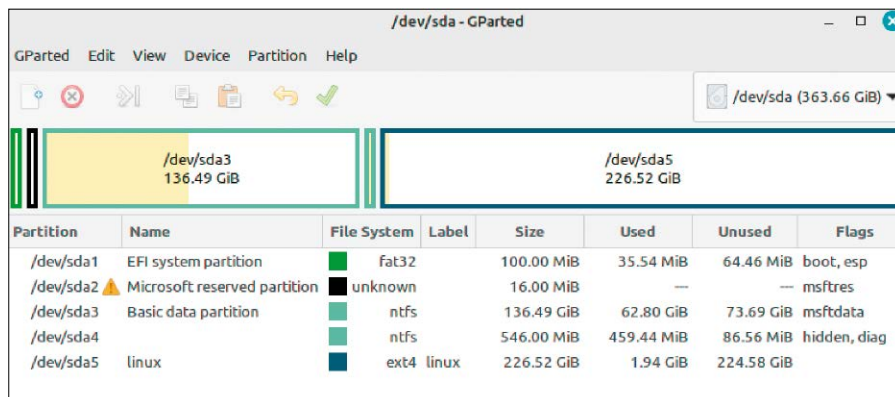 /dev/sda - GParted
GParted Edit View Device Partition Help
/dev/sda (363.66 GiB)
/dev/sda3 /dev/sda5
136.49 GiB 226.52 GiB
Partition Name File System Label Size Used Unused Flags
/dev/sda1 EFI system partition fat32 100.00 MiB 35.54 MiB 64.46 MiB boot, esp
/dev/sda2 Microsoft reserved partition unknown 16.00 MiB --- --- msftres
/dev/sda3 Basic data partition ntfs 136.49 GiB 62.80 GiB 73.69 GiB msftdata
/dev/sda4 ntfs 546.00 MiB 459.44 MiB 86.56 MiB hidden, diag
/dev/sda5 linux ext4 linux 226.52 GiB 1.94 GiB 224.58 GiB